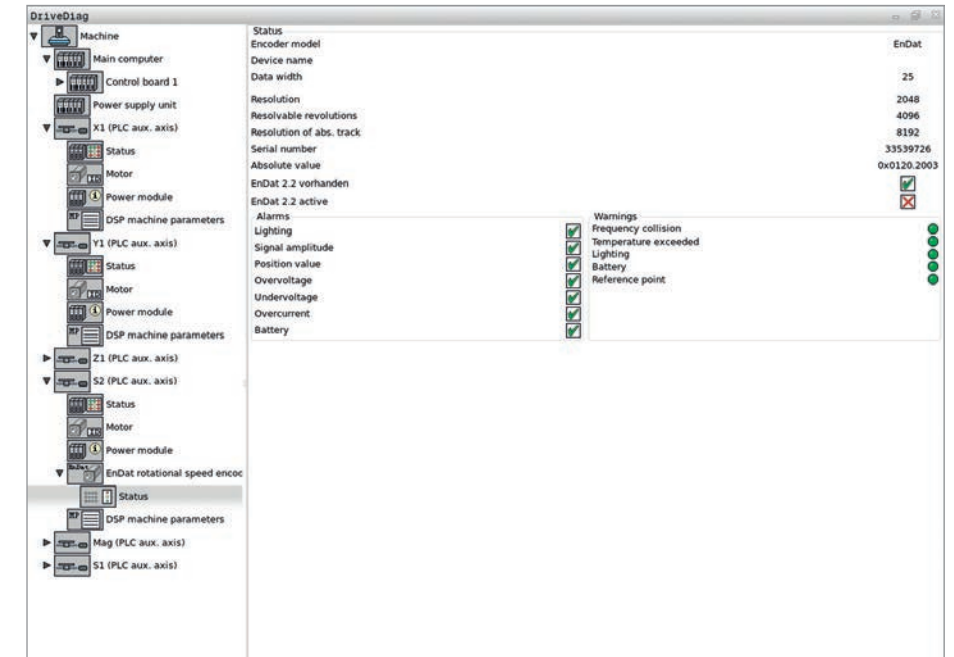 DriveDiag
Machine
Main computer
Control board 1
Power supply unit
X1 (PLC aux. axis)
Status
Motor
Power module
DSP machine parameters
Y1 (PLC aux. axis)
Status
Motor
Power module
DSP machine parameters
Z1 (PLC aux. axis)
S2 (PLC aux. axis)
Status
Motor
Power module
EnDat rotational speed encoc
Status
DSP machine parameters
Mag (PLC aux. axis)
S1 (PLC aux. axis)
Status
Encoder model EnDat
Device name
Data width 25
Resolution 2048
Resolvable revolutions 4096
Resolution of abs. track 8192
Serial number 33539726
Absolute value 0x0120.2003
EnDat 2.2 vorhanden
EnDat 2.2 active
Alarms
Lighting
Signal amplitude
Position value
Overvoltage
Undervoltage
Overcurrent
Battery
Warnings
Frequency collision
Temperature exceeded
Lighting
Battery
Reference point